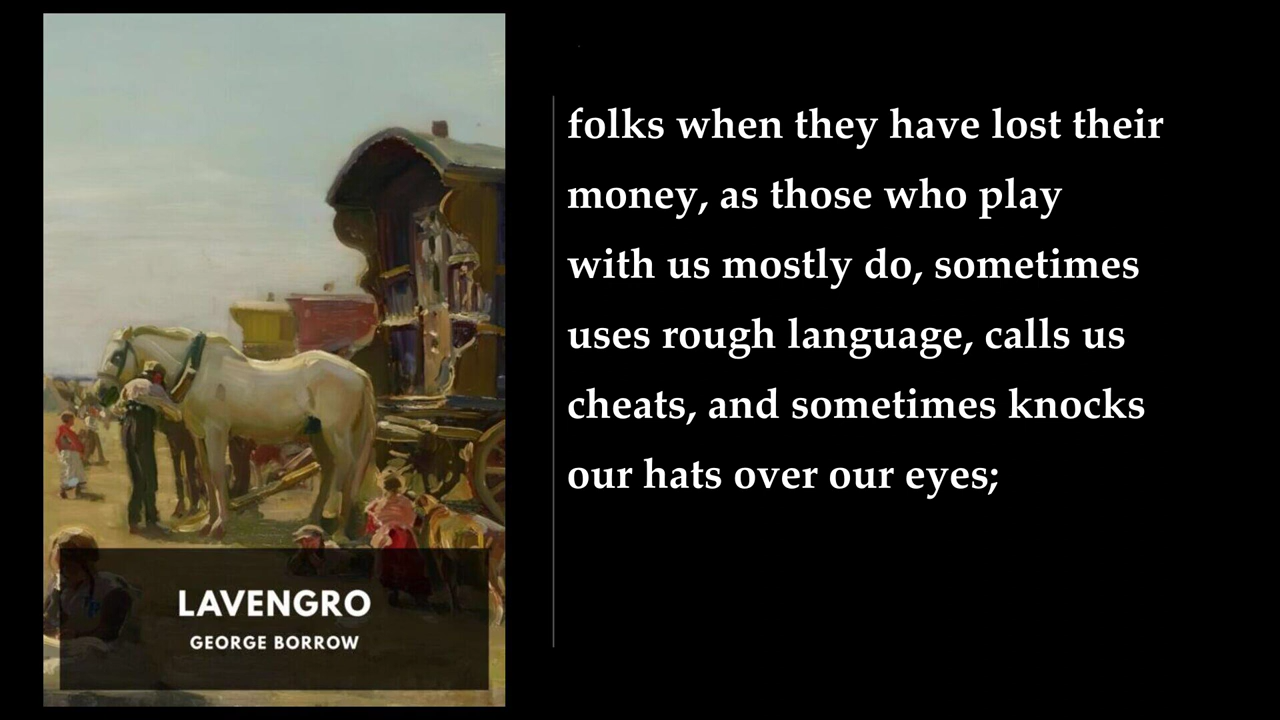 folks when they have lost their
money, as those who play
with us mostly do, sometimes
uses rough language, calls us
cheats, and sometimes knocks
our hats over our eyes;
LAVENGRO
GEORGE BORROW